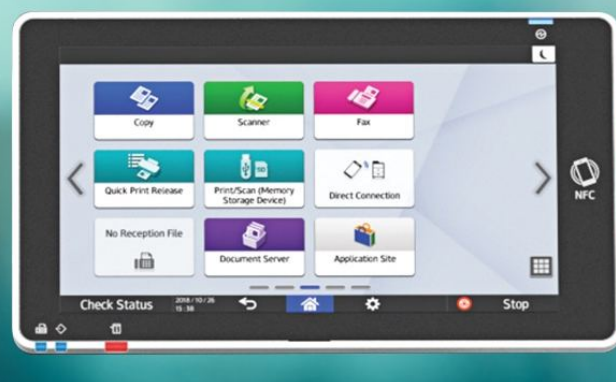 Copy
Scanner
Fax
Quick Print Release
Print/Scan (Memory
Storage Device)
Direct Connection
NFC
No Reception File
Document Server
Application Site
Check Status
2018/10/26
15:58
Stop